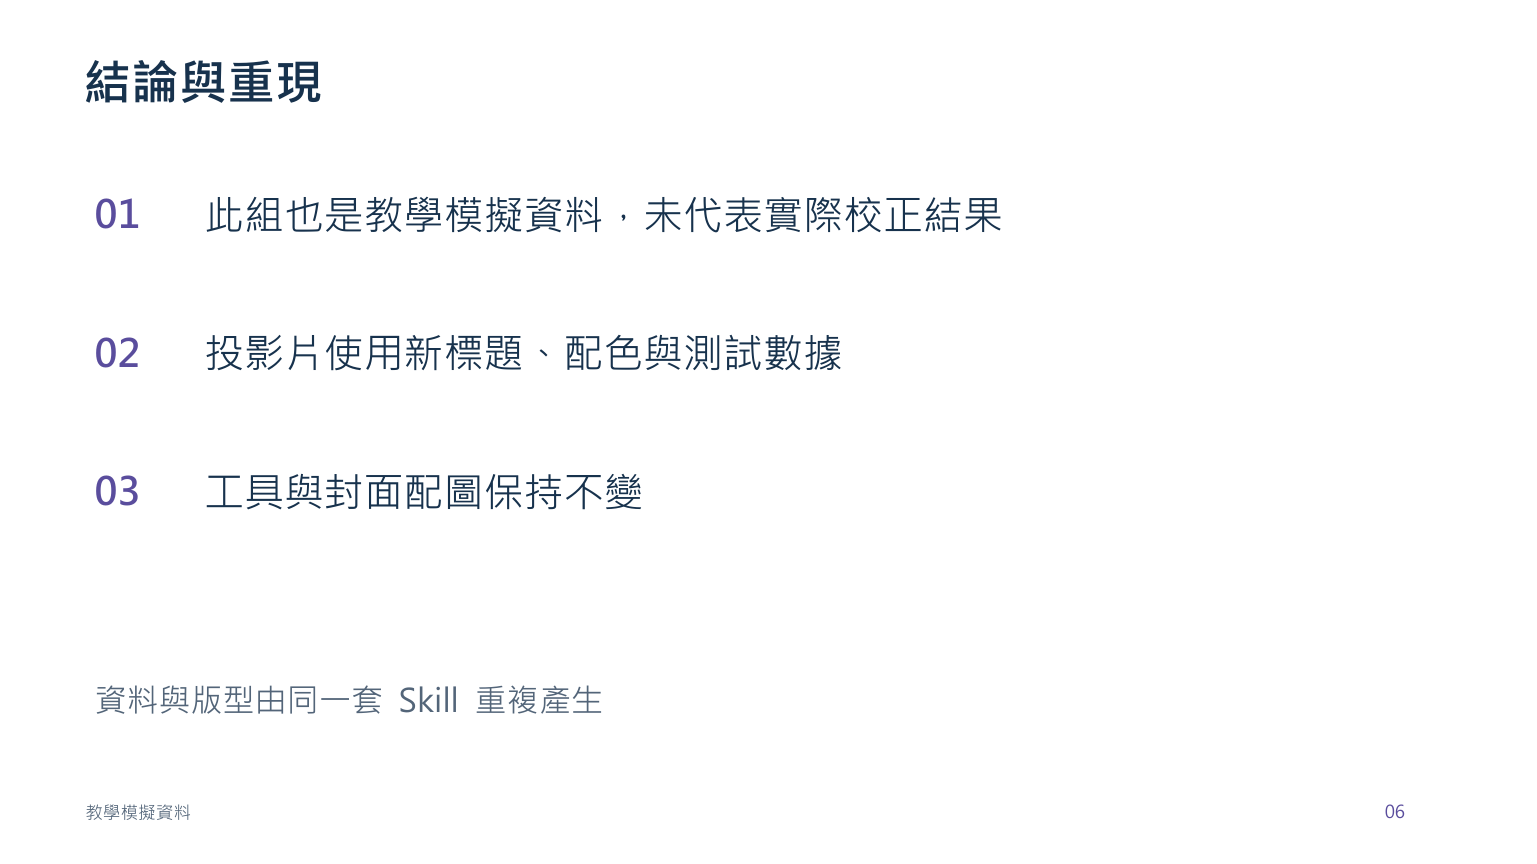 結論與重現
01 此組也是教學模擬資料，未代表實際校正結果
02 投影片使用新標題、配色與測試數據
03 工具與封面配圖保持不變
資料與版型由同一套 Skill 重複產生
教學模擬資料
06